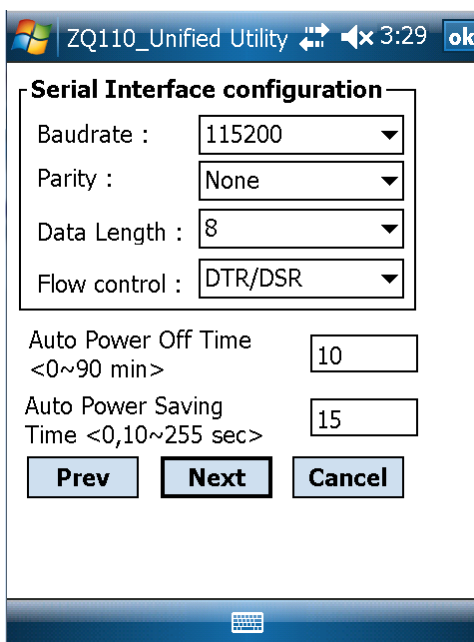 ZQ110_Unified Utility 3:29 ok
Serial Interface configuration
Baudrate : 115200
Parity : None
Data Length : 8
Flow control : DTR/DSR
Auto Power Off Time
<0~90 min> 10
Auto Power Saving
Time <0,10~255 sec> 15
Prev Next Cancel